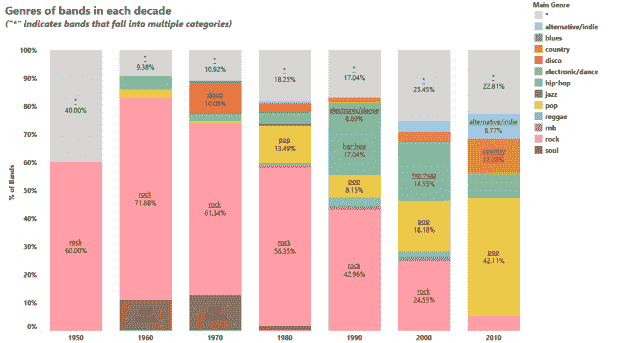 Genres of bands in each decade
("*" indicates bands that fall into multiple categories)
Main Genre
*
alternative/indie
blues
country
disco
electronic/dance
hip-hop
jazz
pop
reggae
rnb
rock
soul
% of Bands
100%
90%
80%
70%
60%
50%
40%
30%
20%
10%
0%
*
40.00%
rock
60.00%
*
9.38%
rock
71.88%
*
10.92%
disco
10.08%
rock
61.34%
*
18.25%
pop
13.49%
rock
56.35%
*
17.04%
electronic/dance
8.89%
hip-hop
17.04%
pop
8.15%
rock
42.96%
*
25.45%
hip-hop
14.55%
pop
18.18%
rock
24.55%
*
22.81%
alternative/indie
8.77%
country
12.28%
pop
42.11%
1950
1960
1970
1980
1990
2000
2010